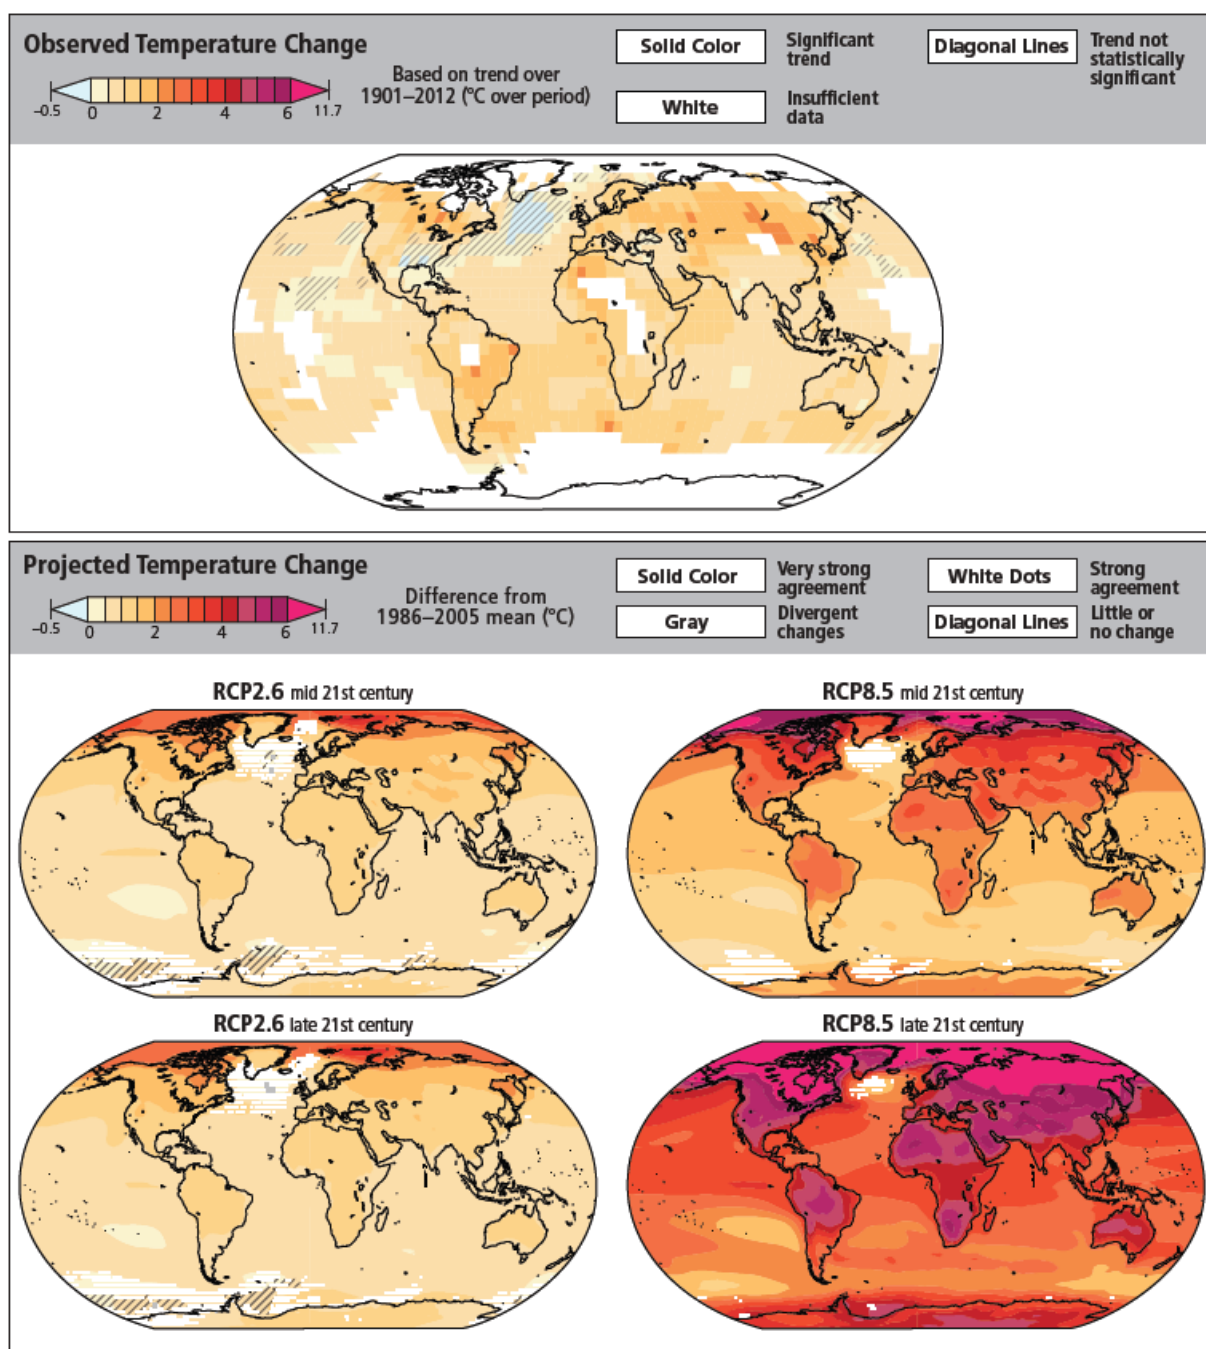 Observed Temperature Change
–0.5 0 2 4 6 11.7
Based on trend over
1901–2012 (°C over period)
Solid Color
Significant
trend
Diagonal Lines
Trend not
statistically
significant
White
Insufficient
data
Projected Temperature Change
–0.5 0 2 4 6 11.7
Difference from
1986–2005 mean (°C)
Solid Color
Very strong
agreement
White Dots
Strong
agreement
Gray
Divergent
changes
Diagonal Lines
Little or
no change
RCP2.6 mid 21st century
RCP8.5 mid 21st century
RCP2.6 late 21st century
RCP8.5 late 21st century